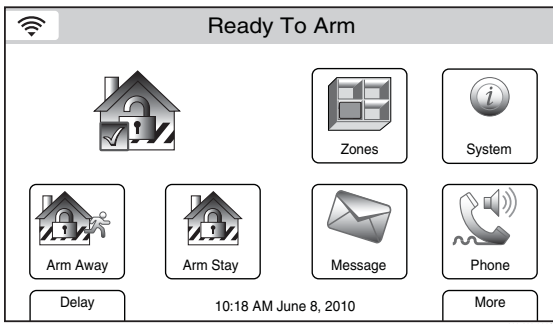 Ready To Arm
Zones
System
Arm Away
Arm Stay
Message
Phone
Delay
10:18 AM June 8, 2010
More